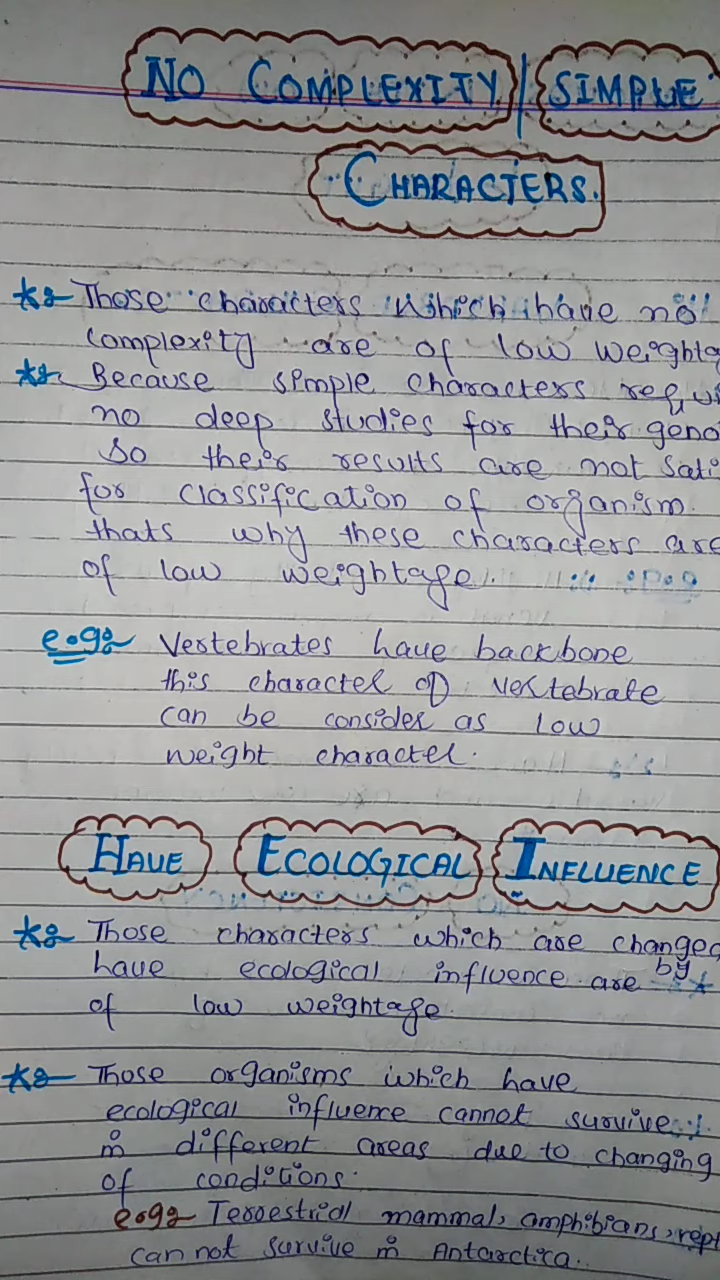 NO COMPLEXITY / SIMPLE
CHARACTERS.
Those characters which have no
complexity are of low weightag
Because simple characters requi
no deep studies for their geno
So their results are not sati
for classification of organism.
thats why these characters are
of low weightage.
e.g:- Vertebrates have backbone
this character of vertebrate
can be consider as low
weight character.
HAVE ECOLOGICAL INFLUENCE
Those characters which are changed
have ecological influence are by
of low weightage.
Those organisms which have
ecological influence cannot survive
in different areas due to changing
of conditions.
e.g:- Terrestrial mammal, amphibians, rept
can not survive in Antarctica..